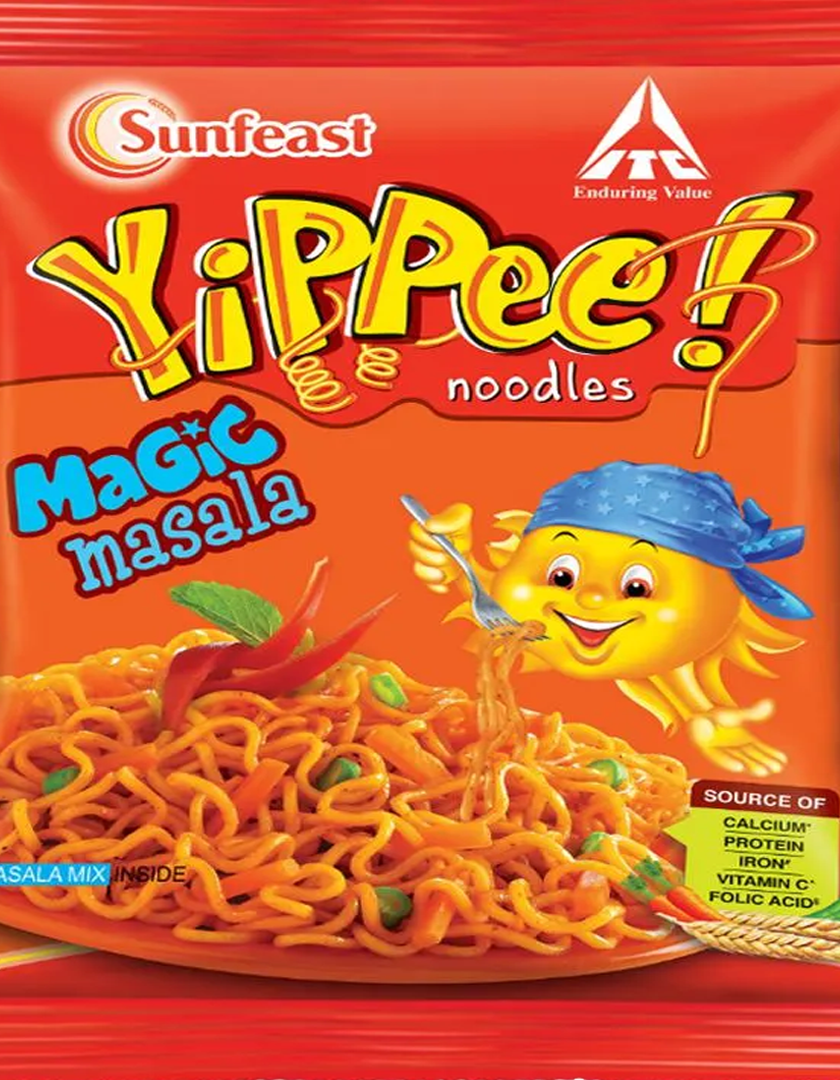 Sunfeast
ITC
Enduring Value
YiPPee!
noodles
MaGiC
masala
SOURCE OF
CALCIUM*
PROTEIN
IRON#
VITAMIN C^
FOLIC ACID$
ASALA MIX INSIDE